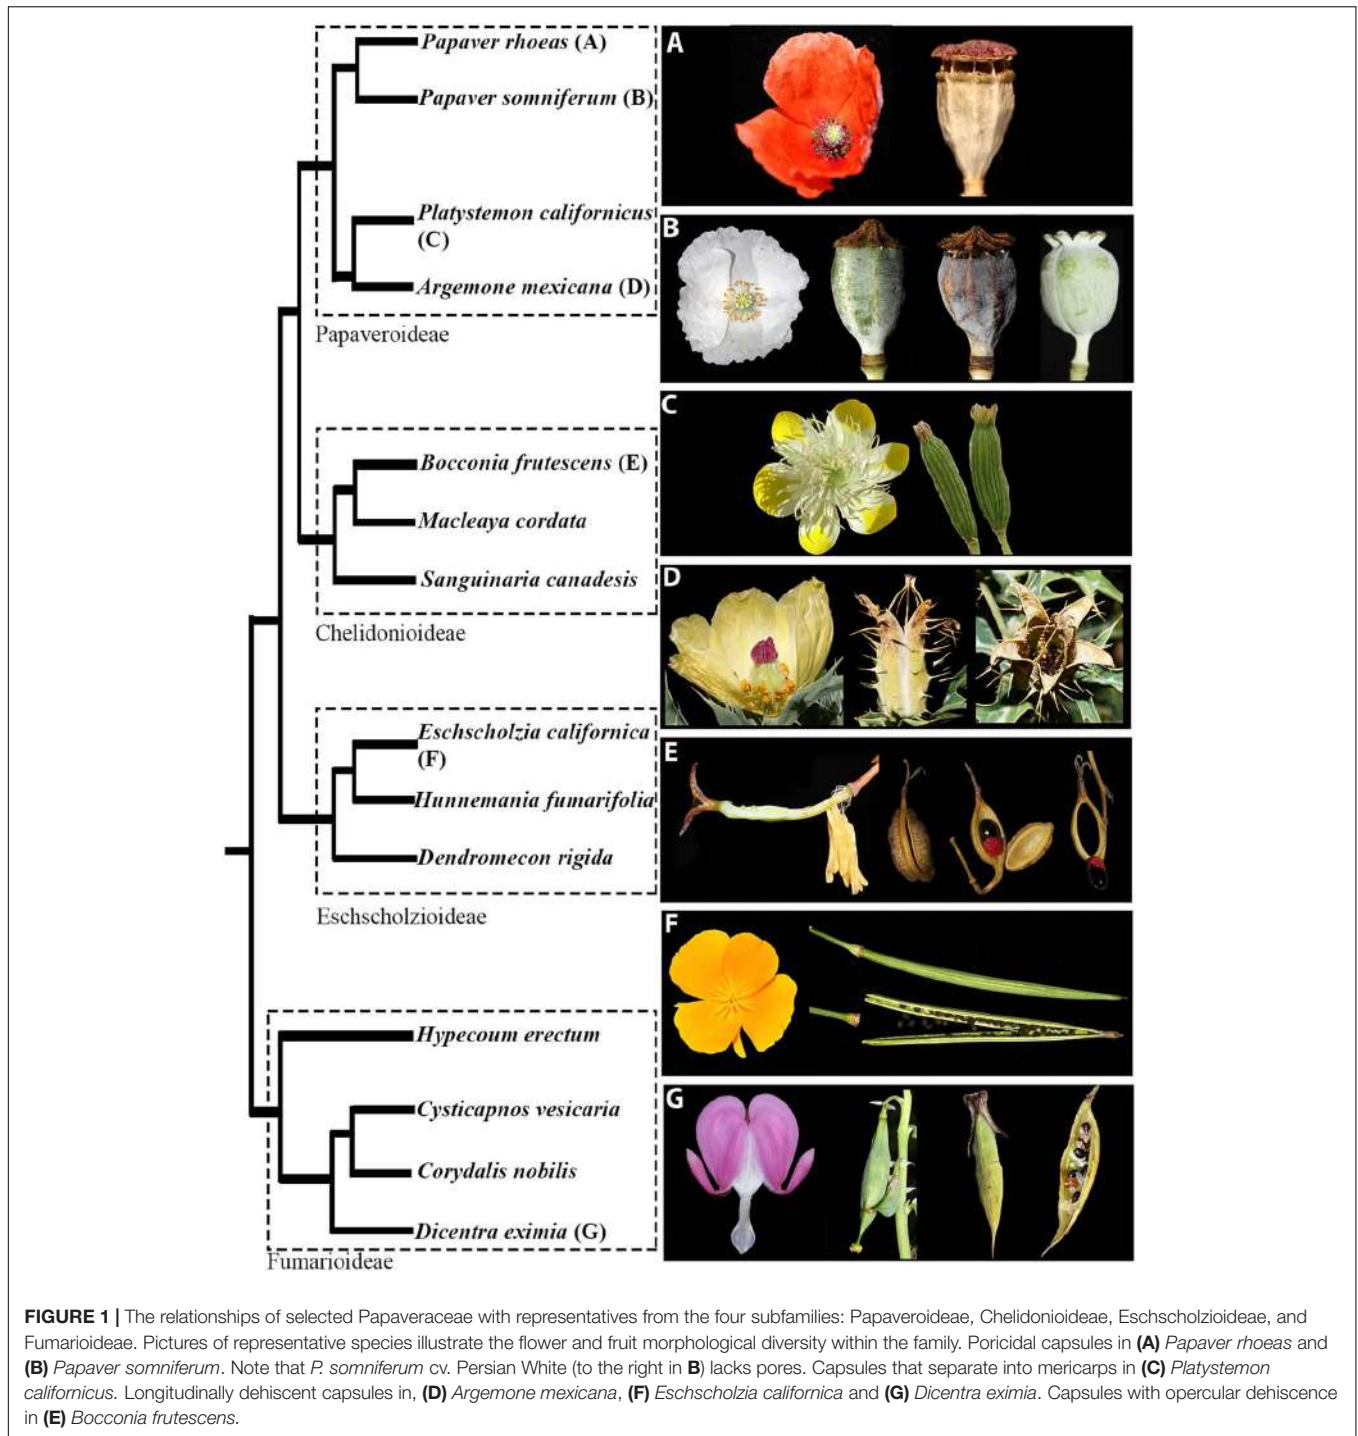 Papaver rhoeas (A)
Papaver somniferum (B)
Platystemon californicus
(C)
Argemone mexicana (D)
Papaveroideae
Bocconia frutescens (E)
Macleaya cordata
Sanguinaria canadesis
Chelidonioideae
Eschscholzia californica
(F)
Hunnemania fumarifolia
Dendromecon rigida
Eschscholzioideae
Hypecoum erectum
Cysticapnos vesicaria
Corydalis nobilis
Dicentra eximia (G)
Fumarioideae
A
B
C
D
E
F
G
FIGURE 1 | The relationships of selected Papaveraceae with representatives from the four subfamilies: Papaveroideae, Chelidonioideae, Eschscholzioideae, and
Fumarioideae. Pictures of representative species illustrate the flower and fruit morphological diversity within the family. Poricidal capsules in (A) Papaver rhoeas and
(B) Papaver somniferum. Note that P. somniferum cv. Persian White (to the right in B) lacks pores. Capsules that separate into mericarps in (C) Platystemon
californicus. Longitudinally dehiscent capsules in, (D) Argemone mexicana, (F) Eschscholzia californica and (G) Dicentra eximia. Capsules with opercular dehiscence
in (E) Bocconia frutescens.